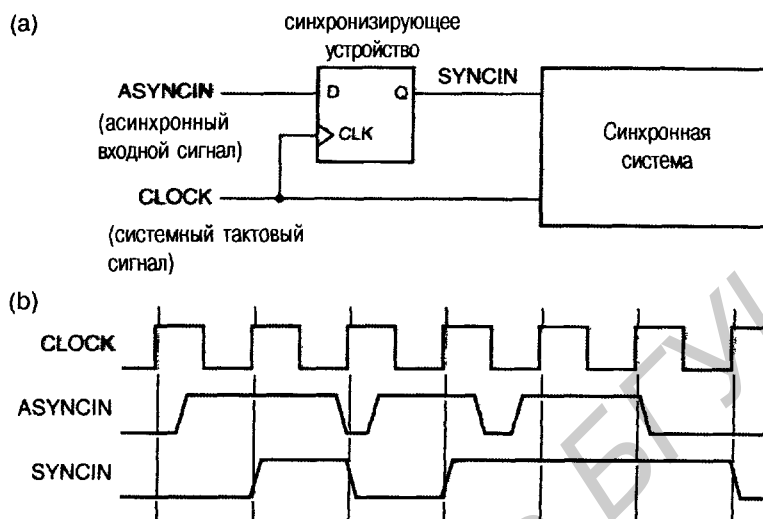 (a)
синхронизирующее
устройство
ASYNCIN
(асинхронный
входной сигнал)
D
Q
CLK
SYNCIN
Синхронная
система
CLOCK
(системный тактовый
сигнал)
(b)
CLOCK
ASYNCIN
SYNCIN